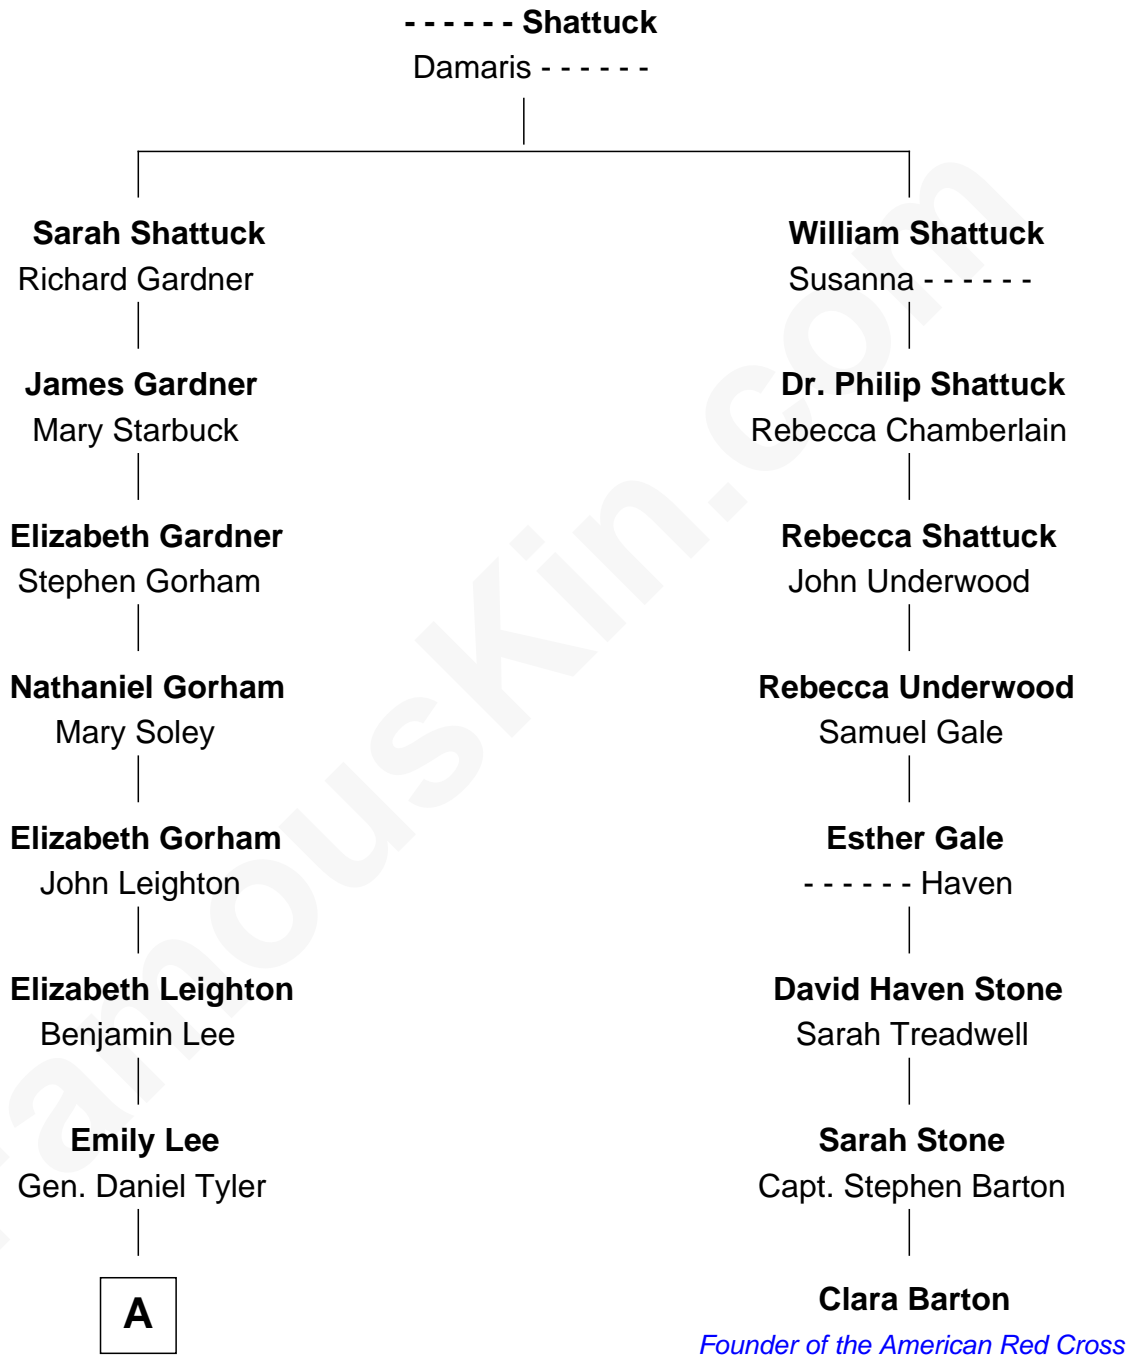 - - - - - - Shattuck
Damaris - - - - - -
Sarah Shattuck
Richard Gardner
James Gardner
Mary Starbuck
Elizabeth Gardner
Stephen Gorham
Nathaniel Gorham
Mary Soley
Elizabeth Gorham
John Leighton
Elizabeth Leighton
Benjamin Lee
Emily Lee
Gen. Daniel Tyler
A
William Shattuck
Susanna - - - - - -
Dr. Philip Shattuck
Rebecca Chamberlain
Rebecca Shattuck
John Underwood
Rebecca Underwood
Samuel Gale
Esther Gale
- - - - - - Haven
David Haven Stone
Sarah Treadwell
Sarah Stone
Capt. Stephen Barton
Clara Barton
Founder of the American Red Cross
FamousKin.com